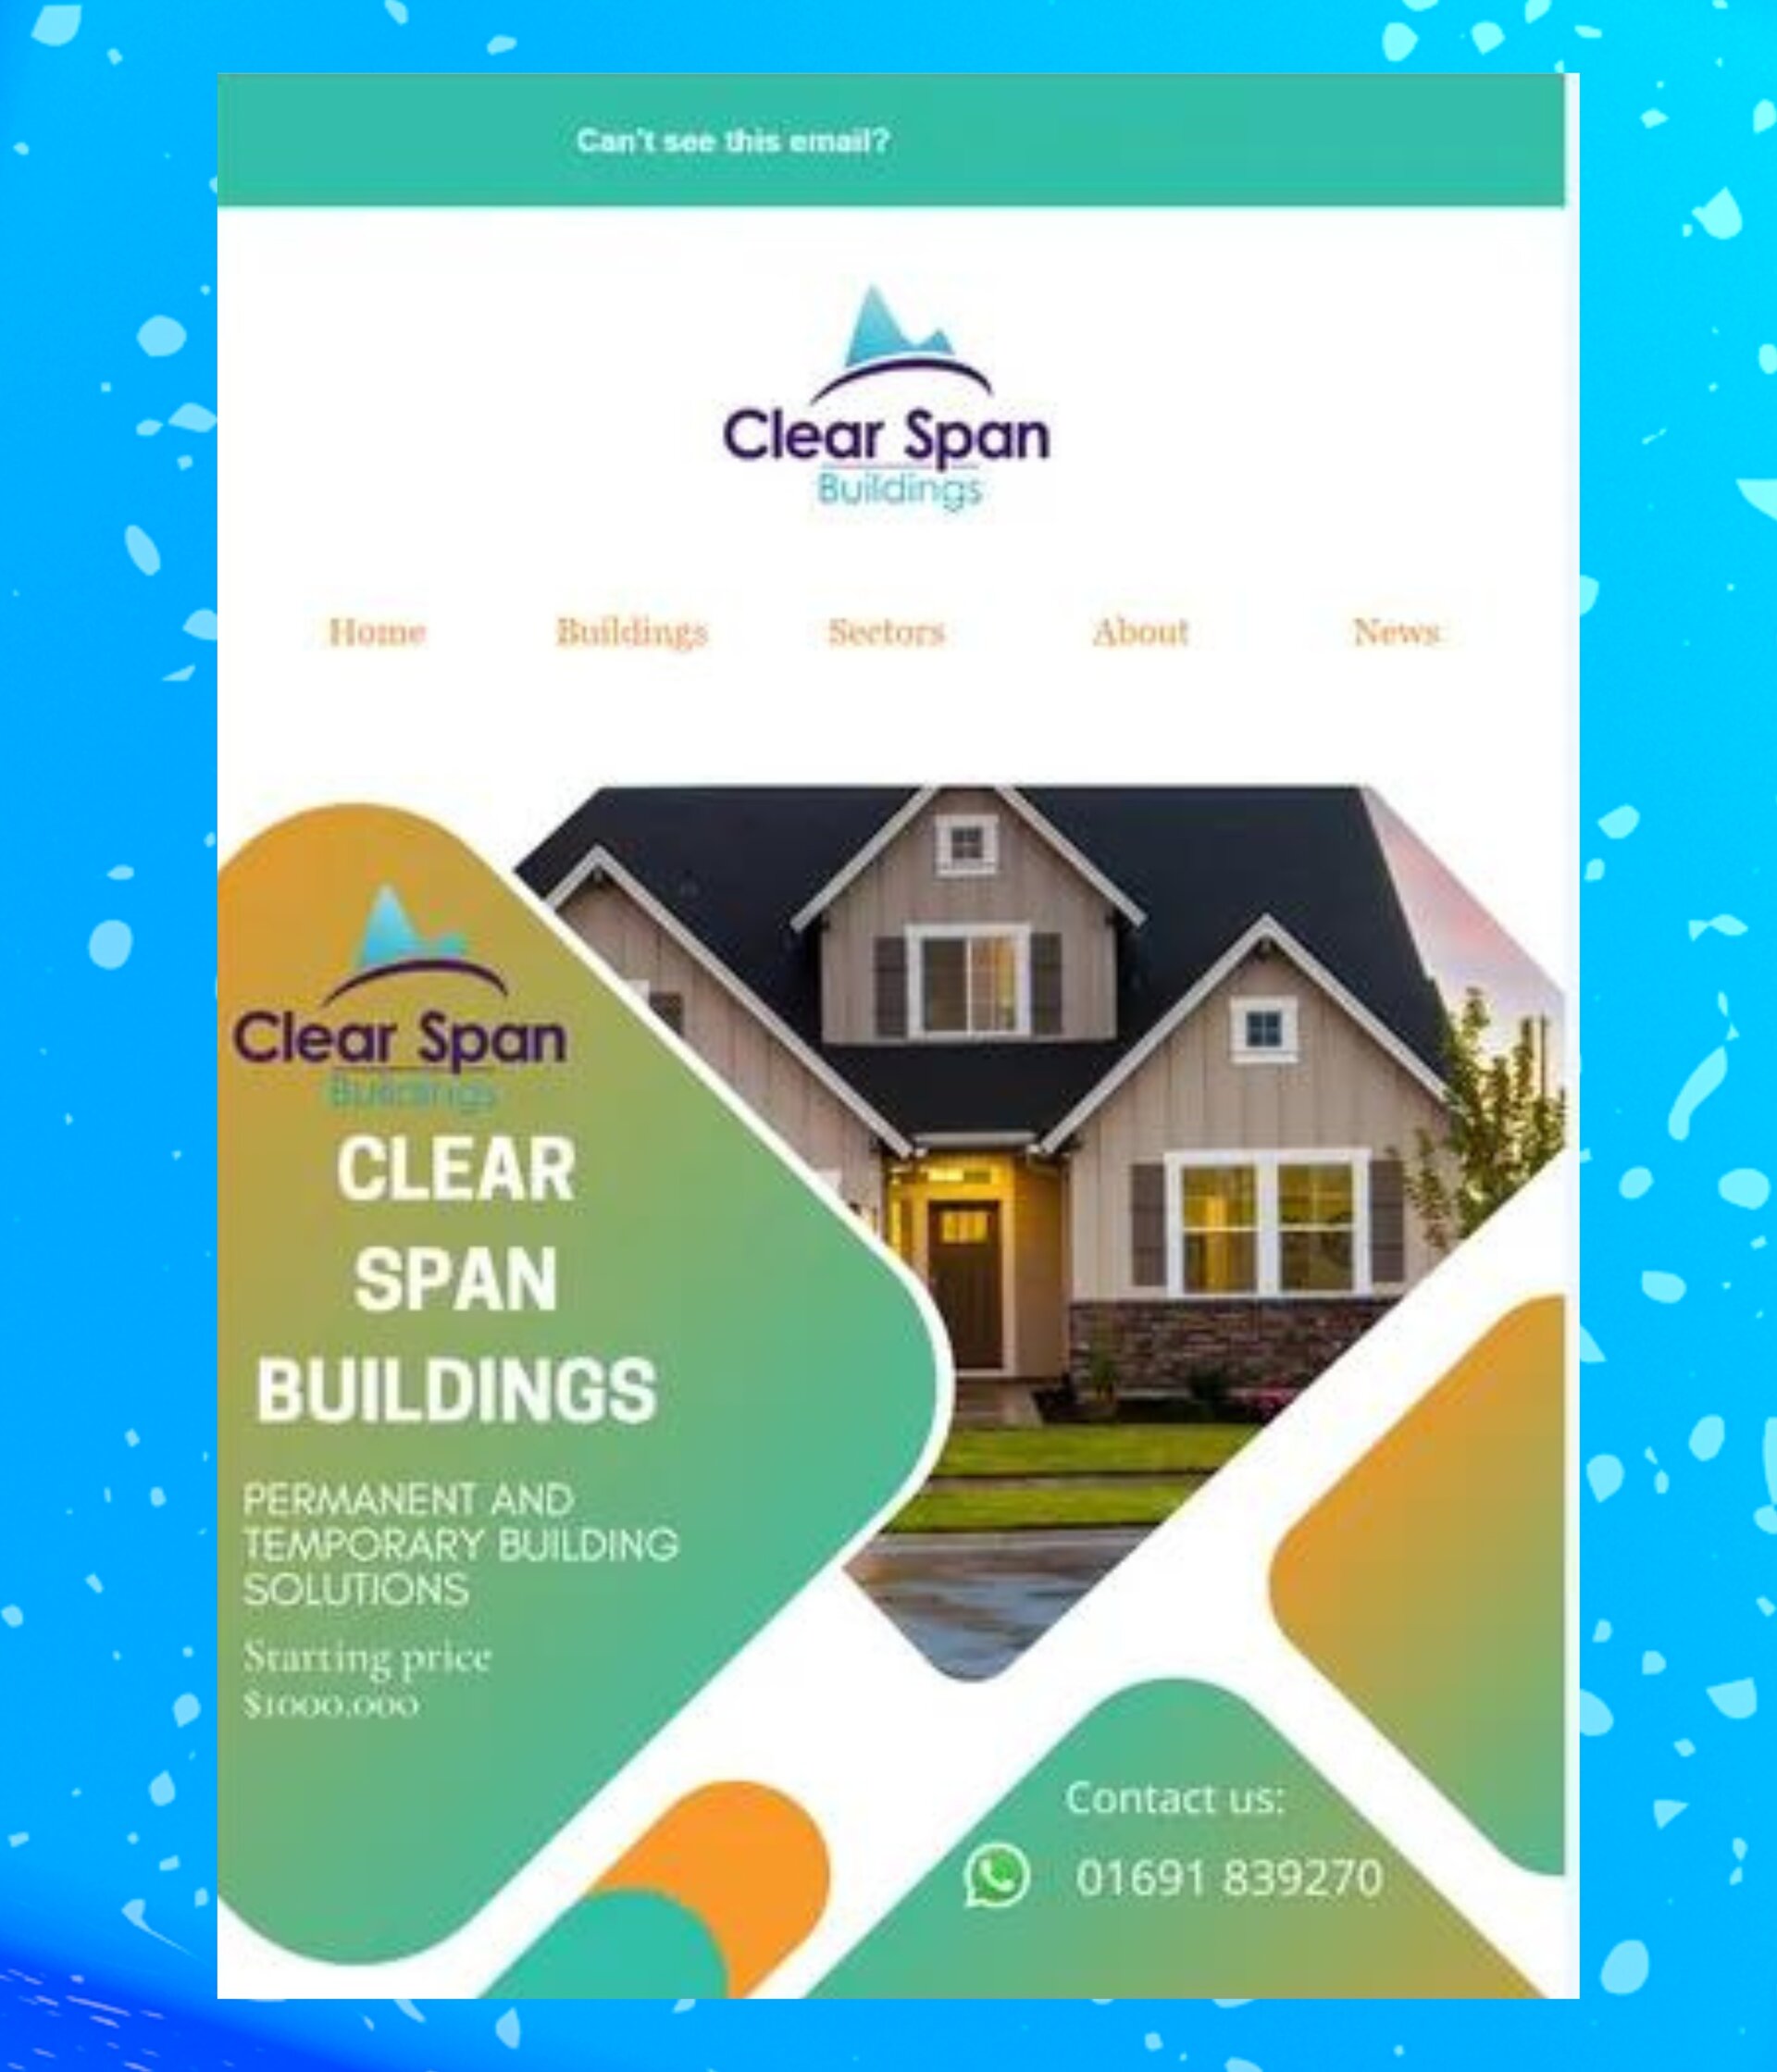 Can't see this email?
Clear Span
Buildings
Home Buildings Sectors About News
Clear Span
Buildings
CLEAR
SPAN
BUILDINGS
PERMANENT AND
TEMPORARY BUILDING
SOLUTIONS
Starting price
$1000.000
Contact us:
01691 839270